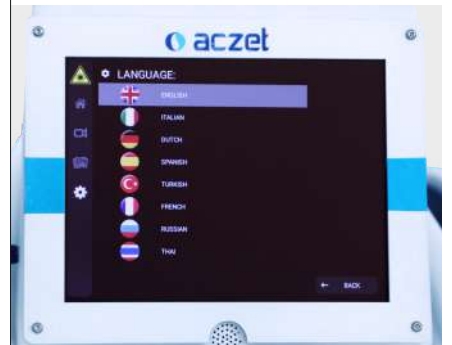 aczet
LANGUAGE:
ENGLISH
ITALIAN
DUTCH
SPANISH
TURKISH
FRENCH
RUSSIAN
THAI
← BACK